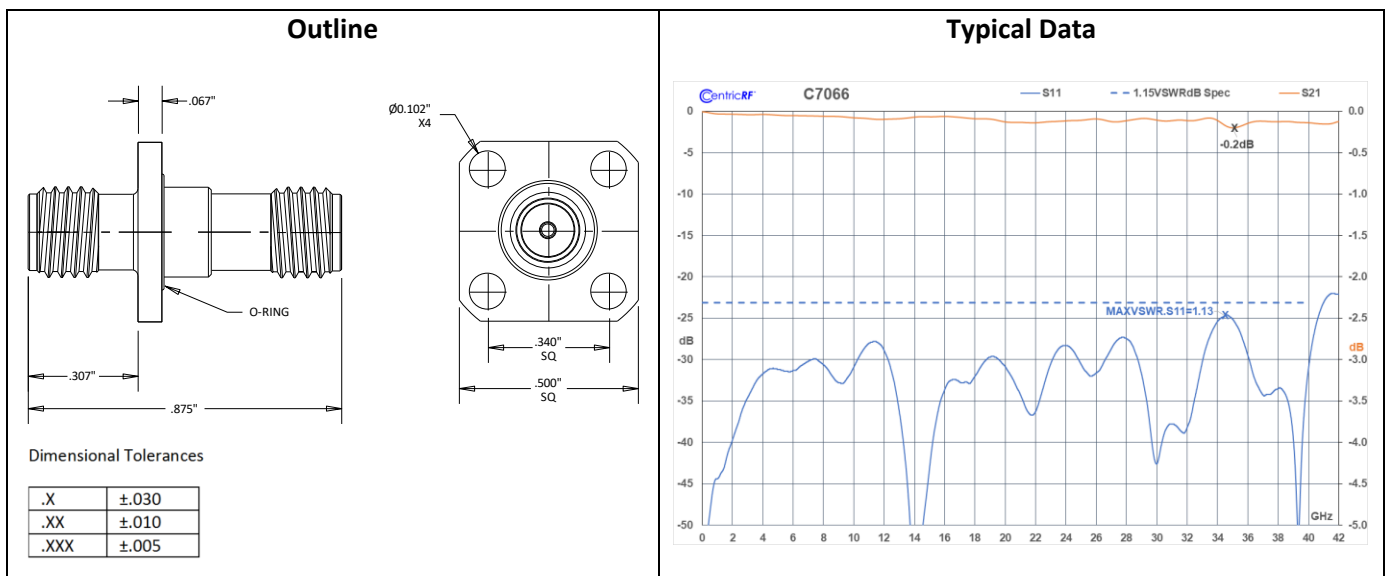 Outline
.067"
Ø0.102"
X4
O-RING
.340"
SQ
.307"
.500"
SQ
.875"
Dimensional Tolerances
.X ±.030
.XX ±.010
.XXX ±.005
Typical Data
CentricRF
C7066
S11
1.15VSWRdB Spec
S21
0
-5
-10
-15
-20
-25
dB
-30
-35
-40
-45
-50
0.0
-0.5
-1.0
-1.5
-2.0
-2.5
dB
-3.0
-3.5
-4.0
-4.5
-5.0
X
-0.2dB
MAXVSWR.S11=1.13
GHz
0 2 4 6 8 10 12 14 16 18 20 22 24 26 28 30 32 34 36 38 40 42